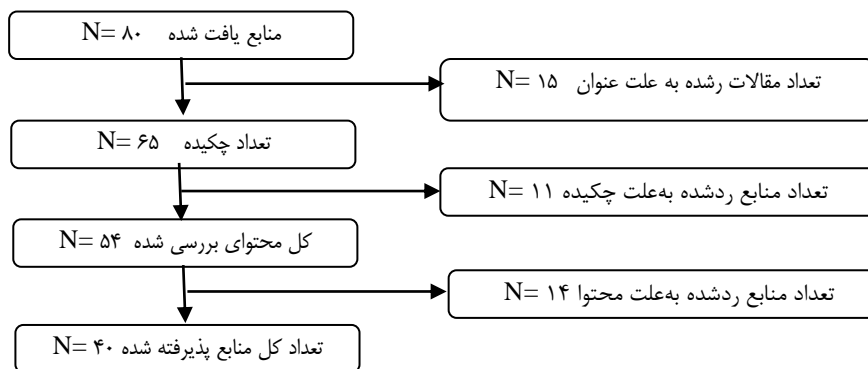 منابع یافت شده N= ۸۰
تعداد مقالات رشده به علت عنوان N= ۱۵
تعداد چکیده N= ۶۵
تعداد منابع ردشده به‌علت چکیده N= ۱۱
کل محتوای بررسی شده N= ۵۴
تعداد منابع ردشده به‌علت محتوا N= ۱۴
تعداد کل منابع پذیرفته شده N= ۴۰